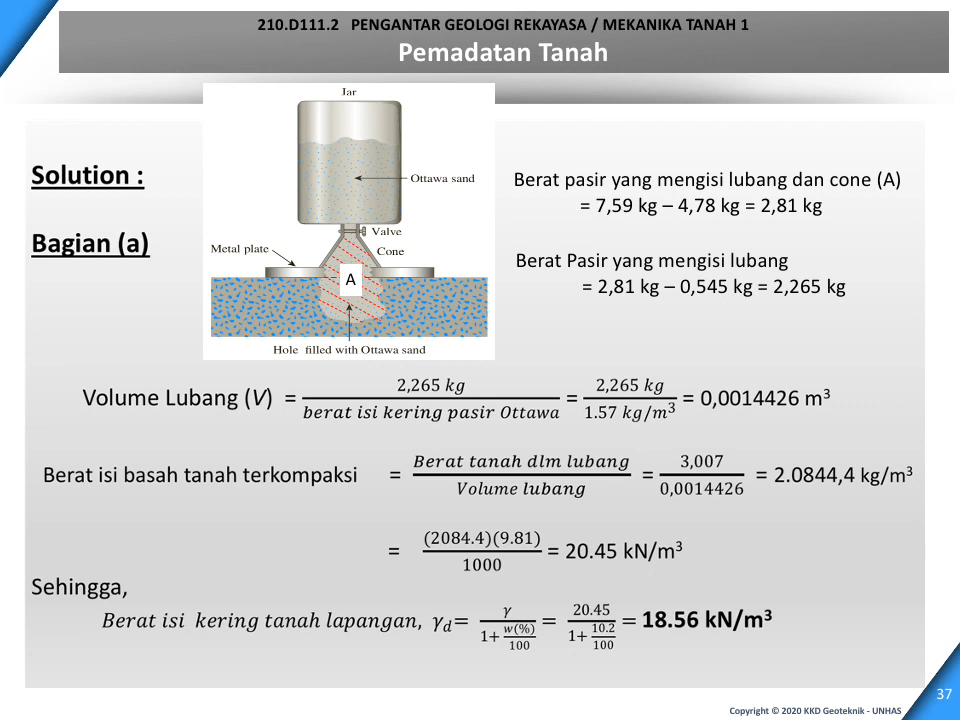 210.D111.2 PENGANTAR GEOLOGI REKAYASA / MEKANIKA TANAH 1
Pemadatan Tanah
Solution :
Bagian (a)
Jar
Ottawa sand
Valve
Metal plate
Cone
A
Hole filled with Ottawa sand
Berat pasir yang mengisi lubang dan cone (A)
= 7,59 kg – 4,78 kg = 2,81 kg
Berat Pasir yang mengisi lubang
= 2,81 kg – 0,545 kg = 2,265 kg
Volume Lubang (V) = 2,265 kg / berat isi kering pasir Ottawa = 2,265 kg / 1.57 kg/m³ = 0,0014426 m³
Berat isi basah tanah terkompaksi = Berat tanah dlm lubang / Volume lubang = 3,007 / 0,0014426 = 2.0844,4 kg/m³
= (2084.4)(9.81) / 1000 = 20.45 kN/m³
Sehingga,
Berat isi kering tanah lapangan, γd = γ / 1+ w(%)/100 = 20.45 / 1+ 10.2/100 = 18.56 kN/m³
37
Copyright © 2020 KKD Geoteknik - UNHAS